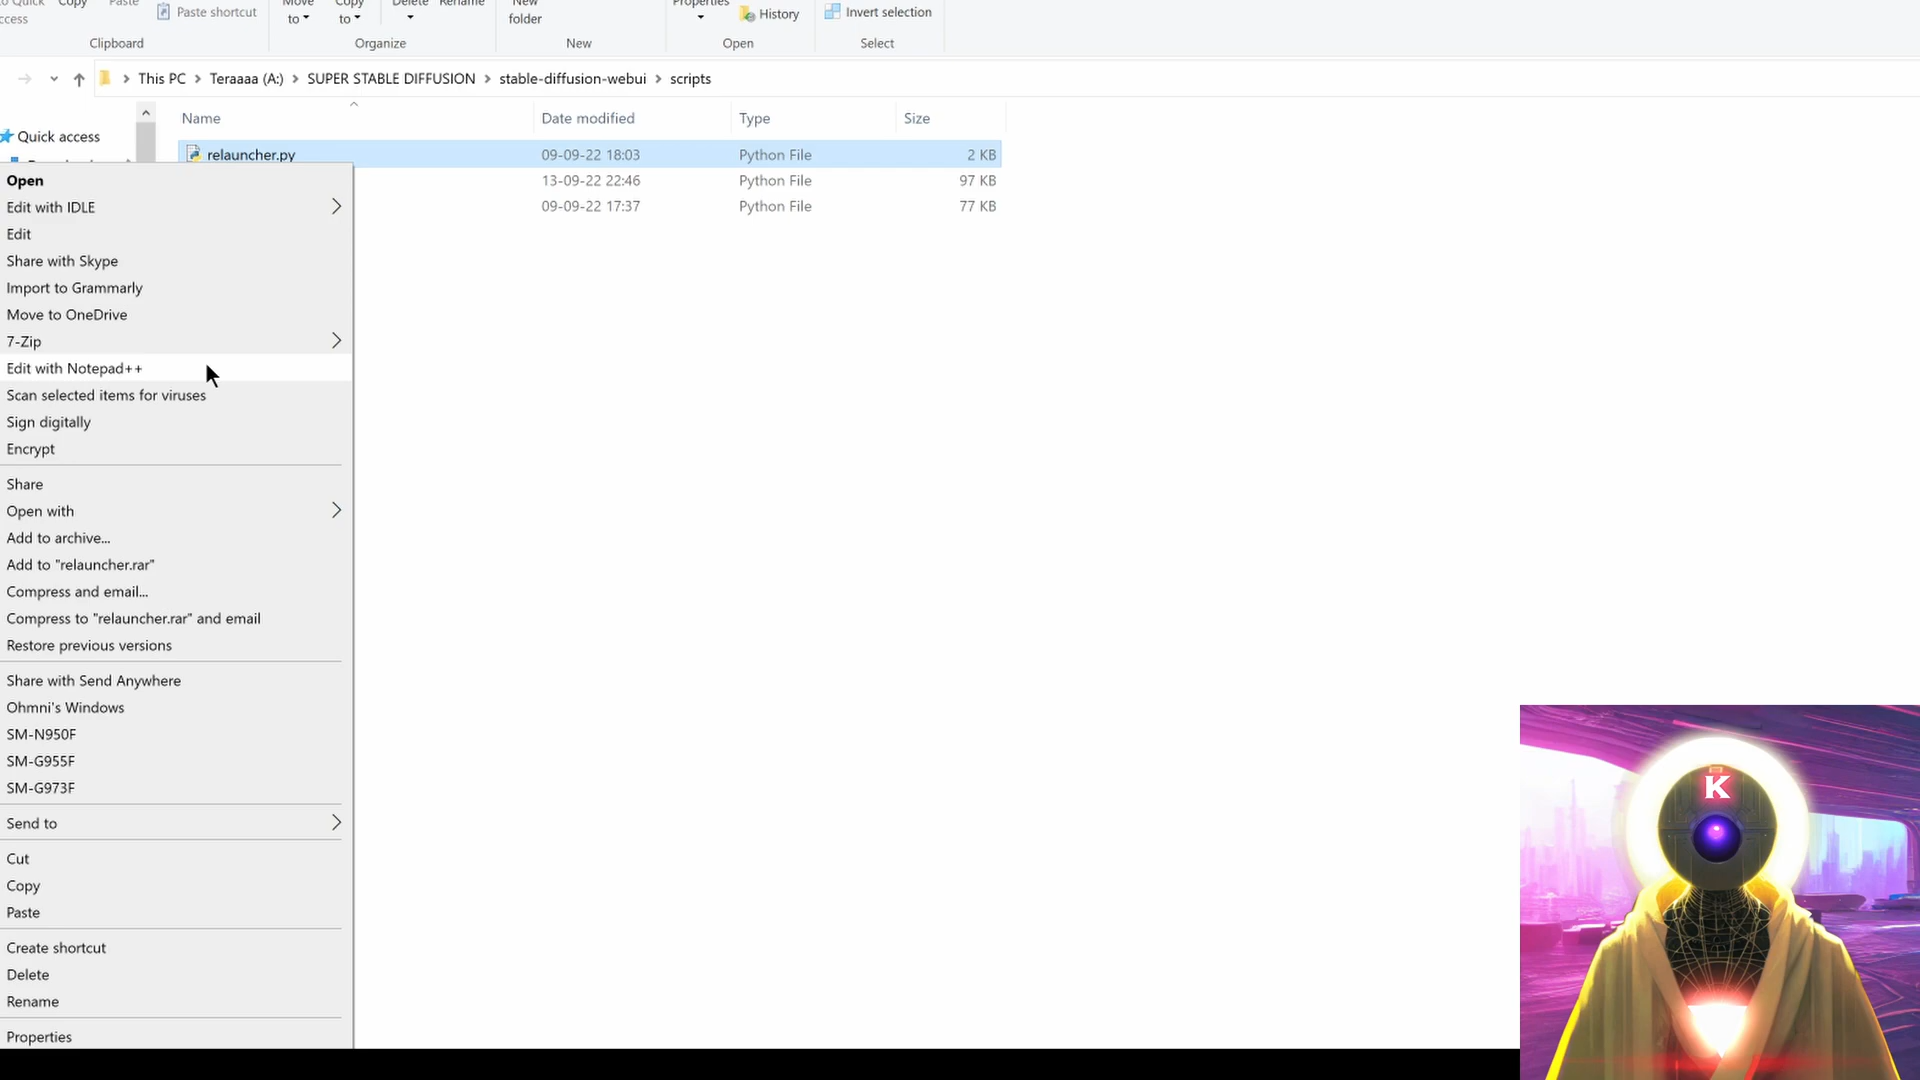 to Quick
access
Copy
Paste
Paste shortcut
Clipboard
Move
to
Copy
to
Delete
Rename
Organize
New
folder
New
Properties
History
Open
Invert selection
Select
This PC > Teraaaa (A:) > SUPER STABLE DIFFUSION > stable-diffusion-webui > scripts
Quick access
Name Date modified Type Size
relauncher.py 09-09-22 18:03 Python File 2 KB
13-09-22 22:46 Python File 97 KB
09-09-22 17:37 Python File 77 KB
Open
Edit with IDLE
Edit
Share with Skype
Import to Grammarly
Move to OneDrive
7-Zip
Edit with Notepad++
Scan selected items for viruses
Sign digitally
Encrypt
Share
Open with
Add to archive...
Add to "relauncher.rar"
Compress and email...
Compress to "relauncher.rar" and email
Restore previous versions
Share with Send Anywhere
Ohmni's Windows
SM-N950F
SM-G955F
SM-G973F
Send to
Cut
Copy
Paste
Create shortcut
Delete
Rename
Properties
K